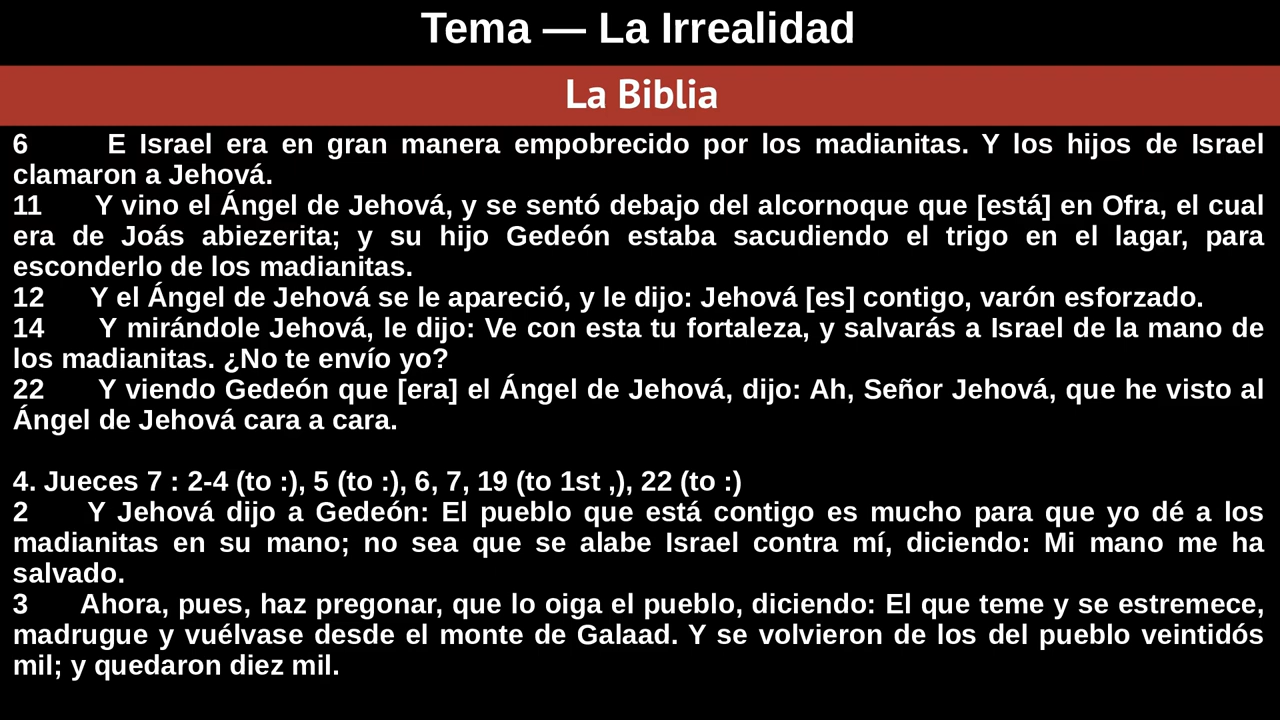 Tema — La Irrealidad
La Biblia
6 E Israel era en gran manera empobrecido por los madianitas. Y los hijos de Israel
clamaron a Jehová.
11 Y vino el Ángel de Jehová, y se sentó debajo del alcornoque que [está] en Ofra, el cual
era de Joás abiezerita; y su hijo Gedeón estaba sacudiendo el trigo en el lagar, para
esconderlo de los madianitas.
12 Y el Ángel de Jehová se le apareció, y le dijo: Jehová [es] contigo, varón esforzado.
14 Y mirándole Jehová, le dijo: Ve con esta tu fortaleza, y salvarás a Israel de la mano de
los madianitas. ¿No te envío yo?
22 Y viendo Gedeón que [era] el Ángel de Jehová, dijo: Ah, Señor Jehová, que he visto al
Ángel de Jehová cara a cara.
4. Jueces 7 : 2-4 (to :), 5 (to :), 6, 7, 19 (to 1st ,), 22 (to :)
2 Y Jehová dijo a Gedeón: El pueblo que está contigo es mucho para que yo dé a los
madianitas en su mano; no sea que se alabe Israel contra mí, diciendo: Mi mano me ha
salvado.
3 Ahora, pues, haz pregonar, que lo oiga el pueblo, diciendo: El que teme y se estremece,
madrugue y vuélvase desde el monte de Galaad. Y se volvieron de los del pueblo veintidós
mil; y quedaron diez mil.